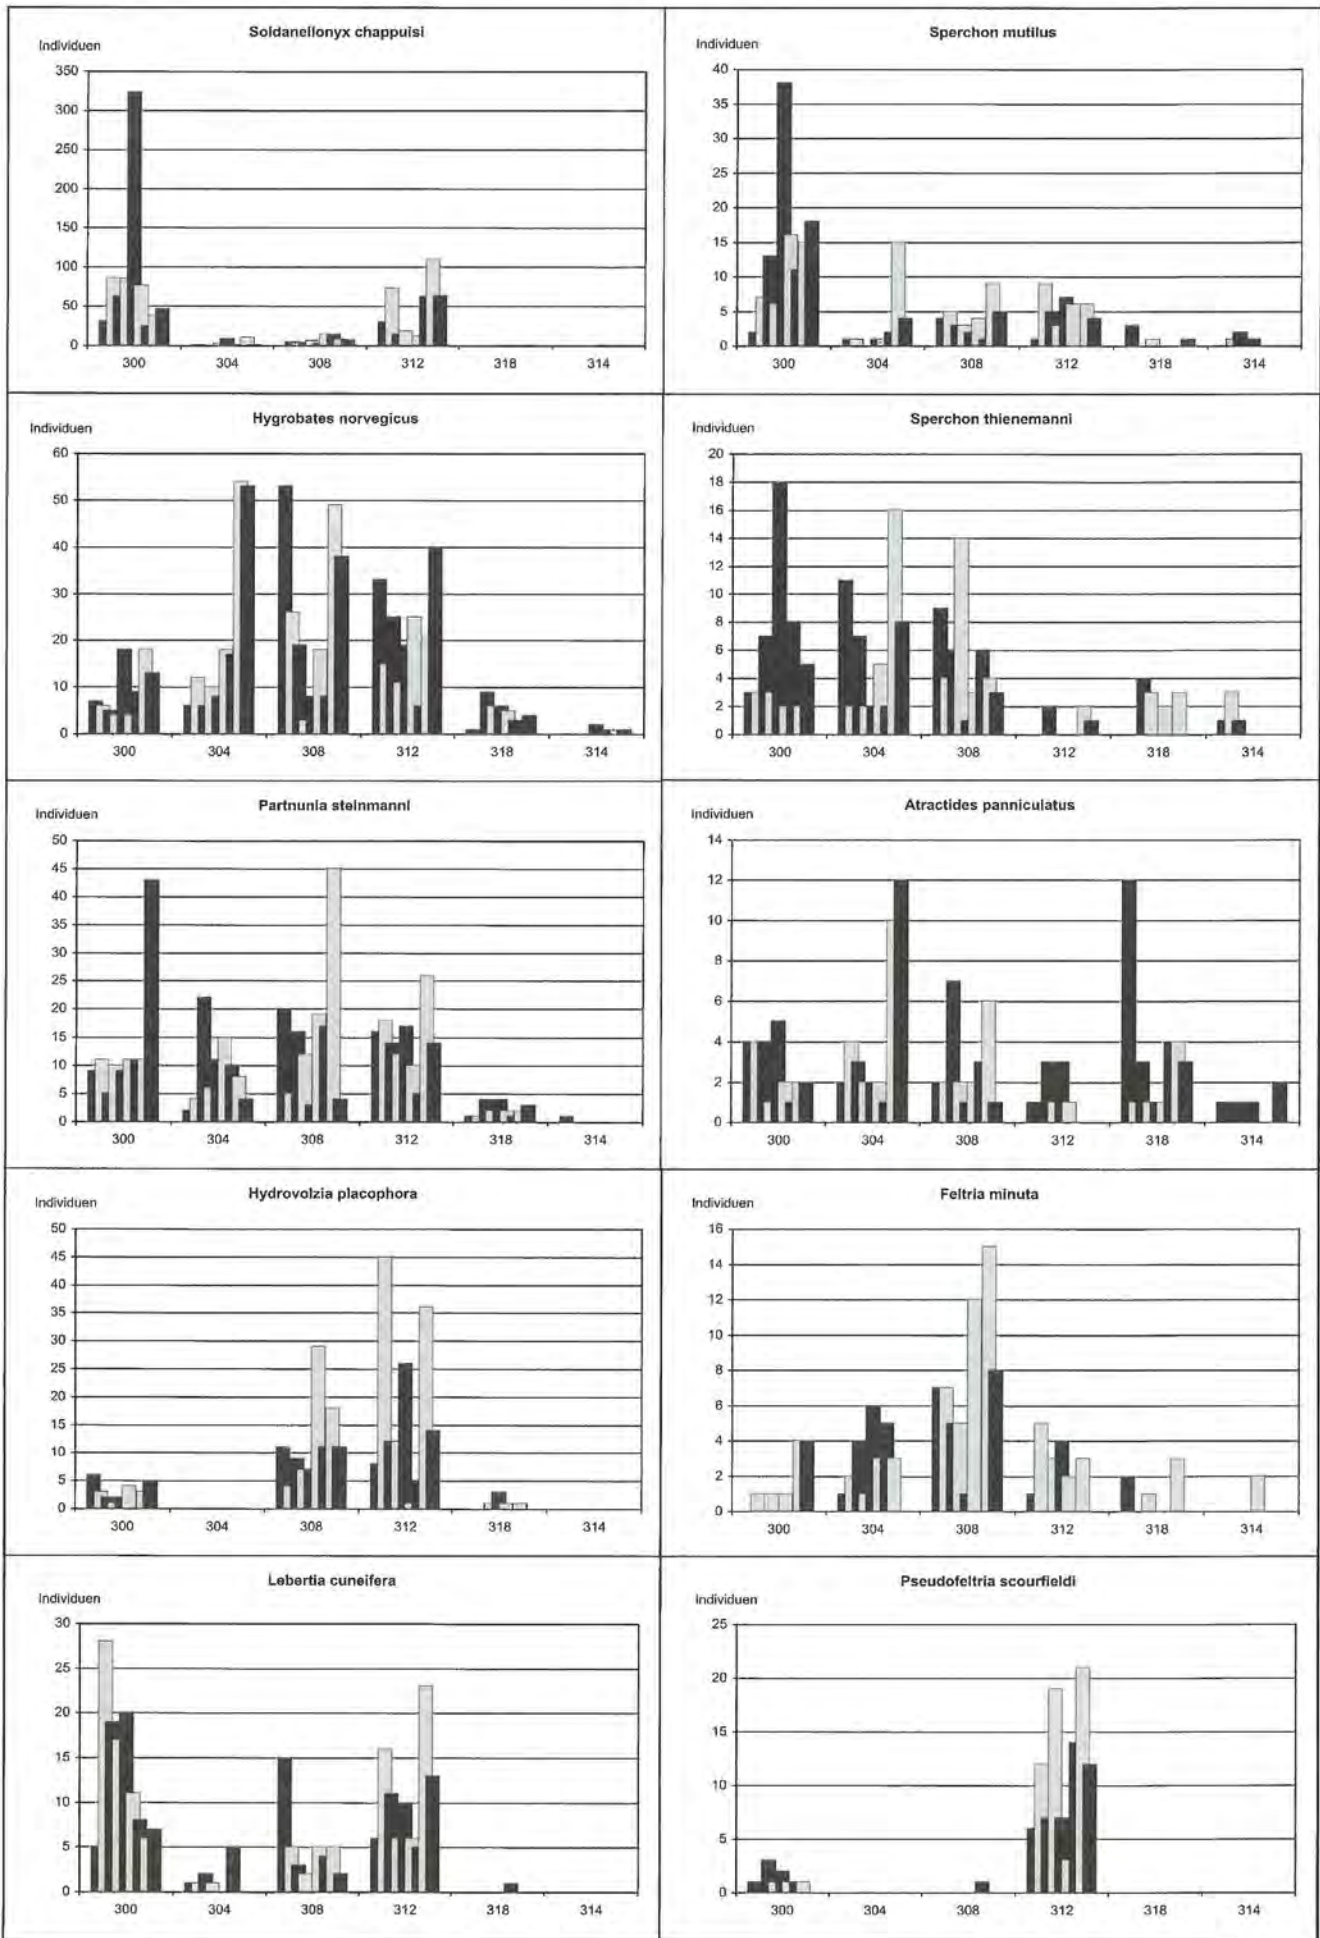 Soldanellonyx chappuisi
Individuen
350
300
250
200
150
100
50
0
300 304 308 312 318 314
Sperchon mutilus
Individuen
40
35
30
25
20
15
10
5
0
300 304 308 312 318 314
Hygrobates norvegicus
Individuen
60
50
40
30
20
10
0
300 304 308 312 318 314
Sperchon thienemanni
Individuen
20
18
16
14
12
10
8
6
4
2
0
300 304 308 312 318 314
Partnunia steinmanni
Individuen
50
45
40
35
30
25
20
15
10
5
0
300 304 308 312 318 314
Atractides panniculatus
Individuen
14
12
10
8
6
4
2
0
300 304 308 312 318 314
Hydrovolzia placophora
Individuen
50
45
40
35
30
25
20
15
10
5
0
300 304 308 312 318 314
Feltria minuta
Individuen
16
14
12
10
8
6
4
2
0
300 304 308 312 318 314
Lebertia cuneifera
Individuen
30
25
20
15
10
5
0
300 304 308 312 318 314
Pseudofeltria scourfieldi
Individuen
25
20
15
10
5
0
300 304 308 312 318 314